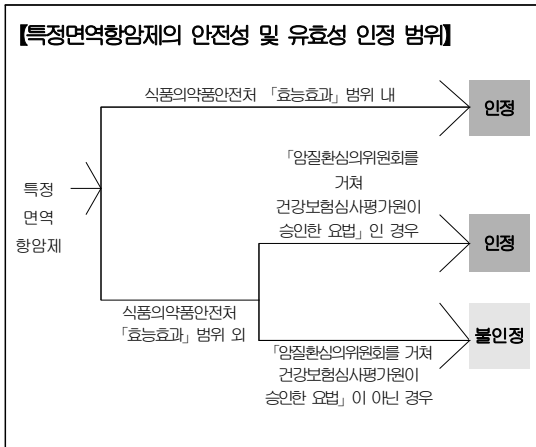 【특정면역항암제의 안전성 및 유효성 인정 범위】
식품의약품안전처 「효능효과」 범위 내
인정
특정
면역
항암제
「암질환심의위원회를
거쳐
건강보험심사평가원이
승인한 요법」인 경우
인정
식품의약품안전처
「효능효과」 범위 외
불인정
「암질환심의위원회를 거쳐
건강보험심사평가원이
승인한 요법」이 아닌 경우